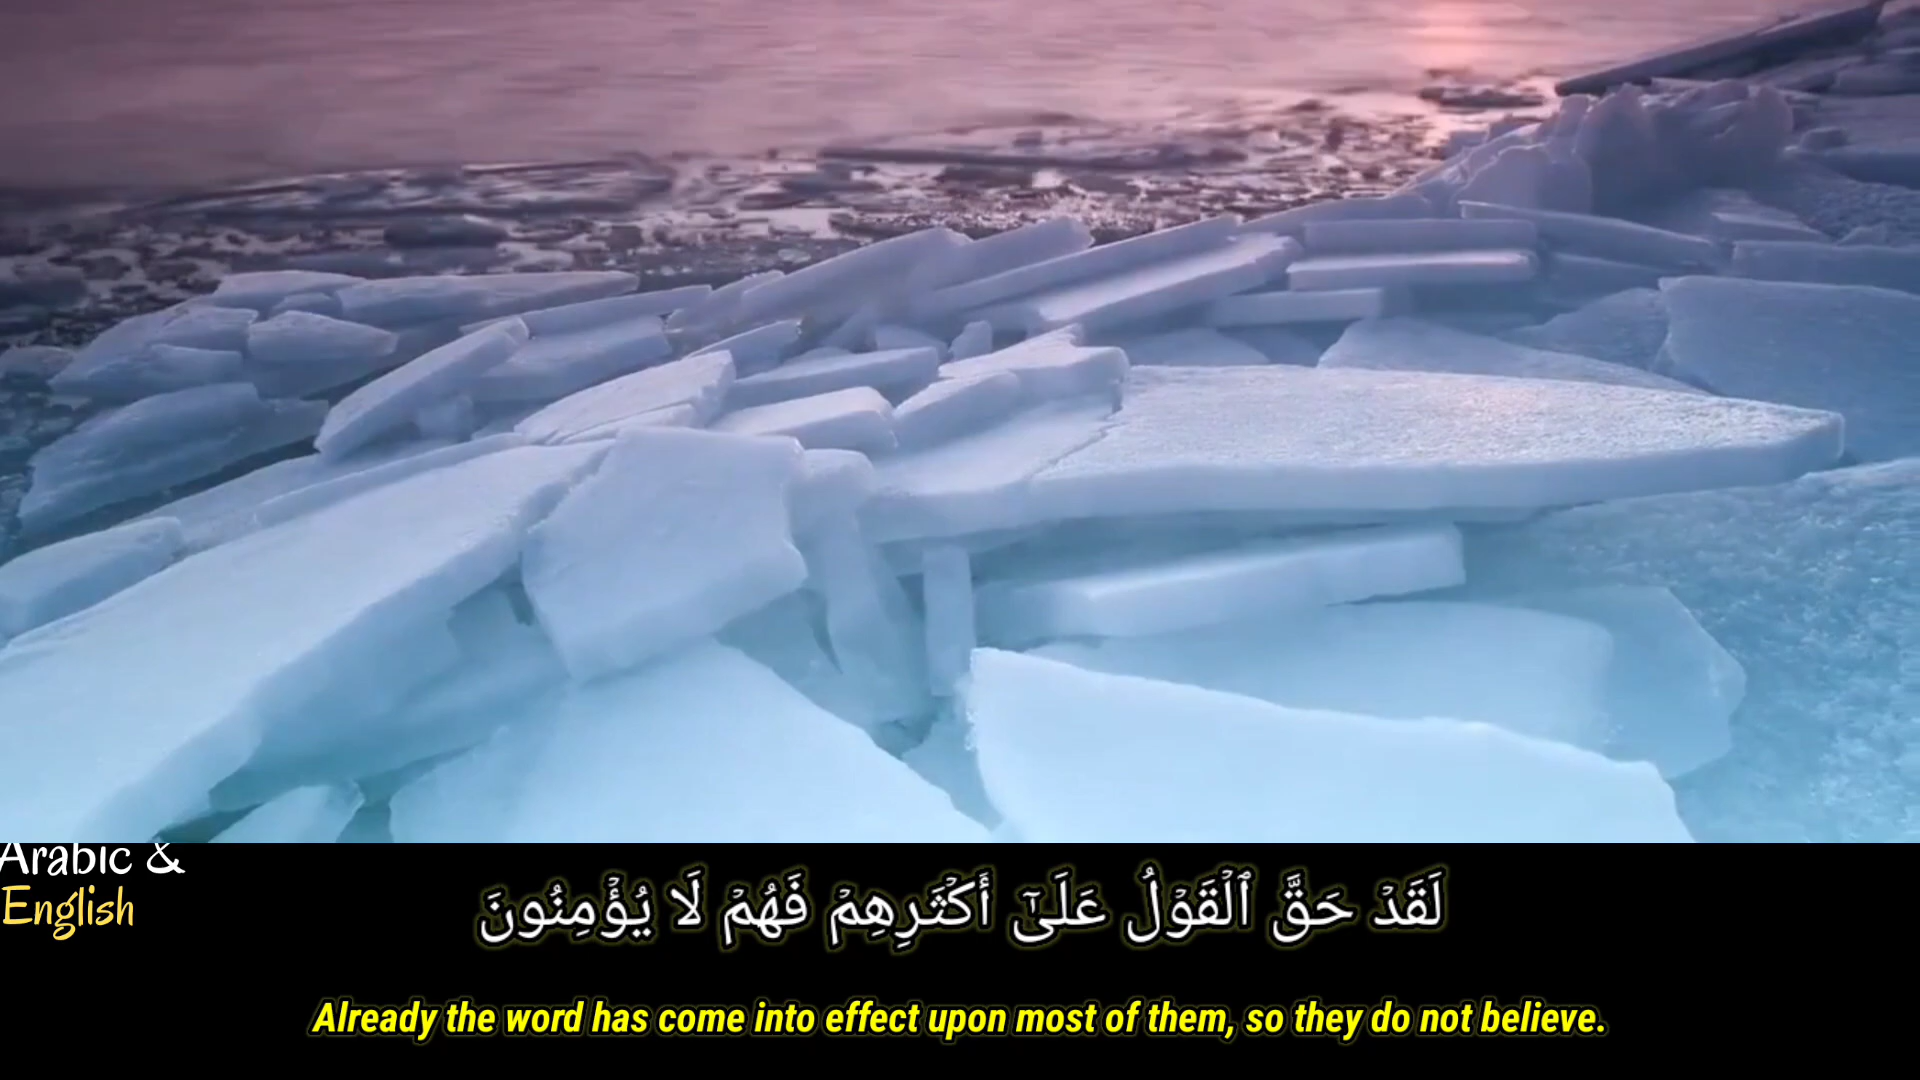 Arabic &
English
لَقَدْ حَقَّ ٱلْقَوْلُ عَلَىٰٓ أَكْثَرِهِمْ فَهُمْ لَا يُؤْمِنُونَ
Already the word has come into effect upon most of them, so they do not believe.